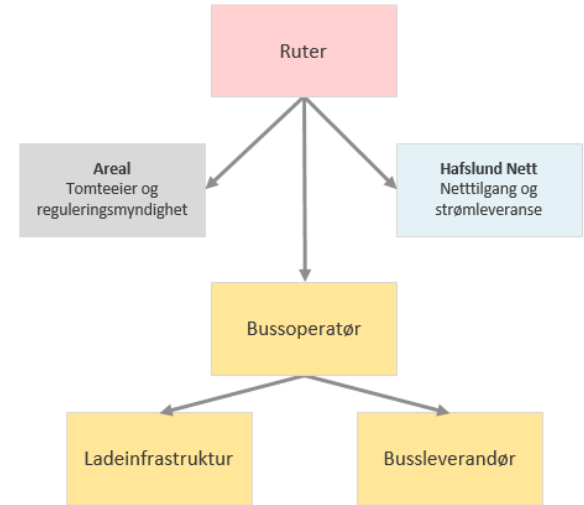 Ruter
Areal
Tomteeier og
reguleringsmyndighet
Hafslund Nett
Netttilgang og
strømleveranse
Bussoperatør
Ladeinfrastruktur
Bussleverandør